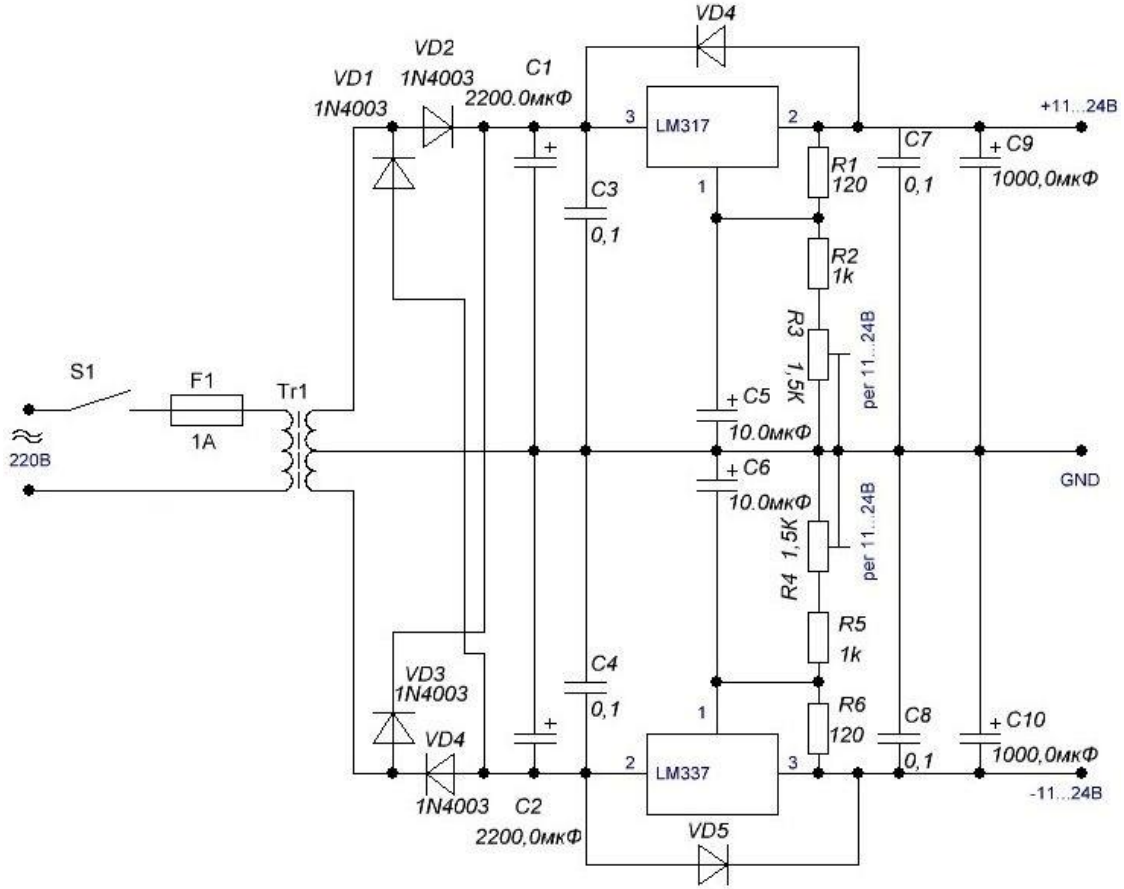 VD4
VD2
1N4003
C1
2200.0мкФ
VD1
1N4003
3
LM317
2
1
+11...24В
+
R1
120
C7
0,1
+ C9
1000,0мкФ
C3
0,1
R2
1k
R3
1,5К
рег 11...24В
S1
F1
Tr1
1А
220В
+ C5
10.0мкФ
C6
+
10.0мкФ
GND
R4 1,5К
рег 11...24В
R5
1k
VD3
1N4003
C4
0,1
+
1
R6
120
C8
0,1
+ C10
1000,0мкФ
VD4
1N4003
2
LM337
3
-11...24В
C2
2200,0мкФ
VD5